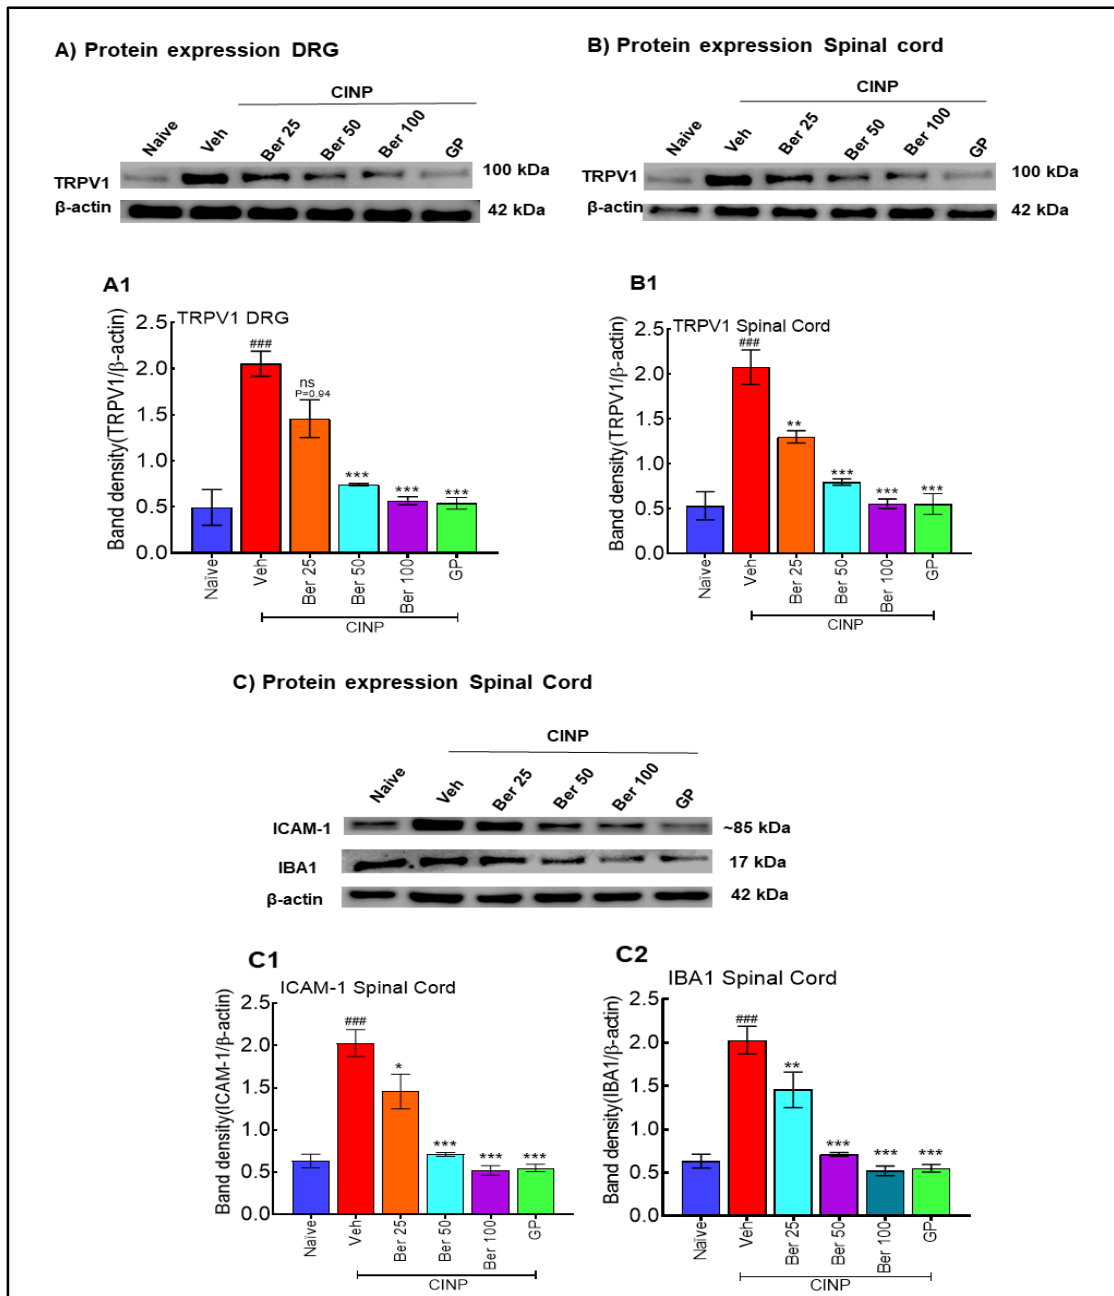 A) Protein expression DRG
CINP
Naive Veh Ber 25 Ber 50 Ber 100 GP
TRPV1 100 kDa
β-actin 42 kDa
B) Protein expression Spinal cord
CINP
Naive Veh Ber 25 Ber 50 Ber 100 GP
TRPV1 100 kDa
β-actin 42 kDa
A1
TRPV1 DRG
Band density(TRPV1/β-actin)
2.5
2.0
1.5
1.0
0.5
0.0
###
ns
P=0.94
*** *** ***
Naïve Veh Ber 25 Ber 50 Ber 100 GP
CINP
B1
TRPV1 Spinal Cord
Band density(TRPV1/β-actin)
2.5
2.0
1.5
1.0
0.5
0.0
###
**
*** *** ***
Naïve Veh Ber 25 Ber 50 Ber 100 GP
CINP
C) Protein expression Spinal Cord
CINP
Naive Veh Ber 25 Ber 50 Ber 100 GP
ICAM-1 ~85 kDa
IBA1 17 kDa
β-actin 42 kDa
C1
ICAM-1 Spinal Cord
Band density(ICAM-1/β-actin)
2.5
2.0
1.5
1.0
0.5
0.0
###
*
*** *** ***
Naïve Veh Ber 25 Ber 50 Ber 100 GP
CINP
C2
IBA1 Spinal Cord
Band density(IBA1/β-actin)
2.5
2.0
1.5
1.0
0.5
0.0
###
**
*** *** ***
Naïve Veh Ber 25 Ber 50 Ber 100 GP
CINP